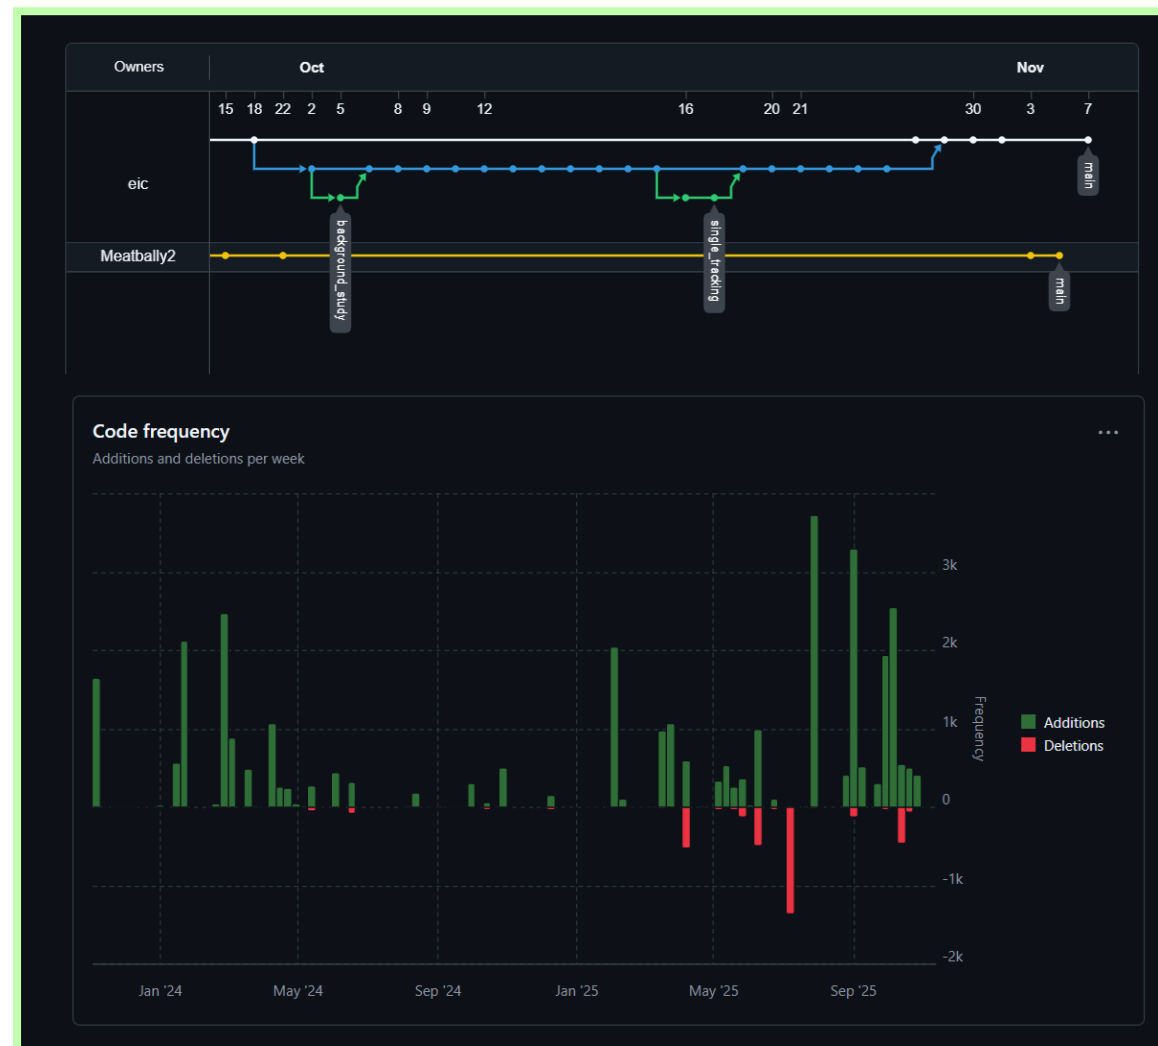 Owners Oct Nov
15 18 22 2 5 8 9 12 16 20 21 30 3 7
eic
main
background_study
single_tracking
Meatbally2
main
Code frequency
Additions and deletions per week
3k
2k
1k
0
-1k
-2k
Frequency
Additions
Deletions
Jan '24 May '24 Sep '24 Jan '25 May '25 Sep '25